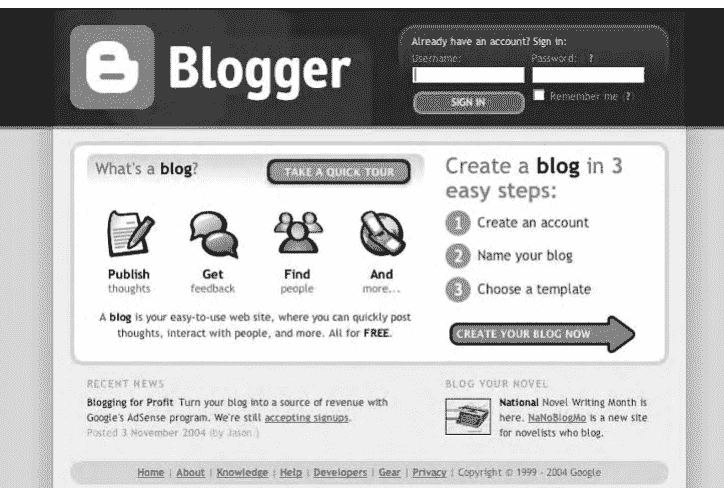 Blogger
Already have an account? Sign in:
Username:
Password: ?
SIGN IN
Remember me (?)
What's a blog?
TAKE A QUICK TOUR
Publish
thoughts
Get
feedback
Find
people
And
more...
A blog is your easy-to-use web site, where you can quickly post
thoughts, interact with people, and more. All for FREE.
Create a blog in 3
easy steps:
1 Create an account
2 Name your blog
3 Choose a template
CREATE YOUR BLOG NOW
RECENT NEWS
Blogging for Profit Turn your blog into a source of revenue with
Google's AdSense program. We're still accepting signups.
Posted 3 November 2004 (by Jason.)
BLOG YOUR NOVEL
National Novel Writing Month is
here. NaNoBlogMo is a new site
for novelists who blog.
Home | About | Knowledge | Help | Developers | Gear | Privacy | Copyright © 1999 - 2004 Google